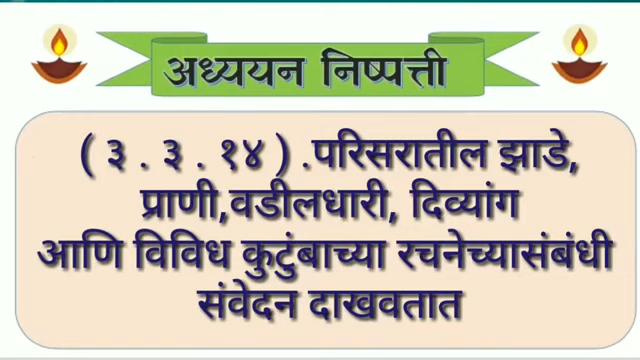 अध्ययन निष्पत्ती
( ३ . ३ . १४ ) .परिसरातील झाडे,
प्राणी,वडीलधारी, दिव्यांग
आणि विविध कुटुंबाच्या रचनेच्यासंबंधी
संवेदन दाखवतात